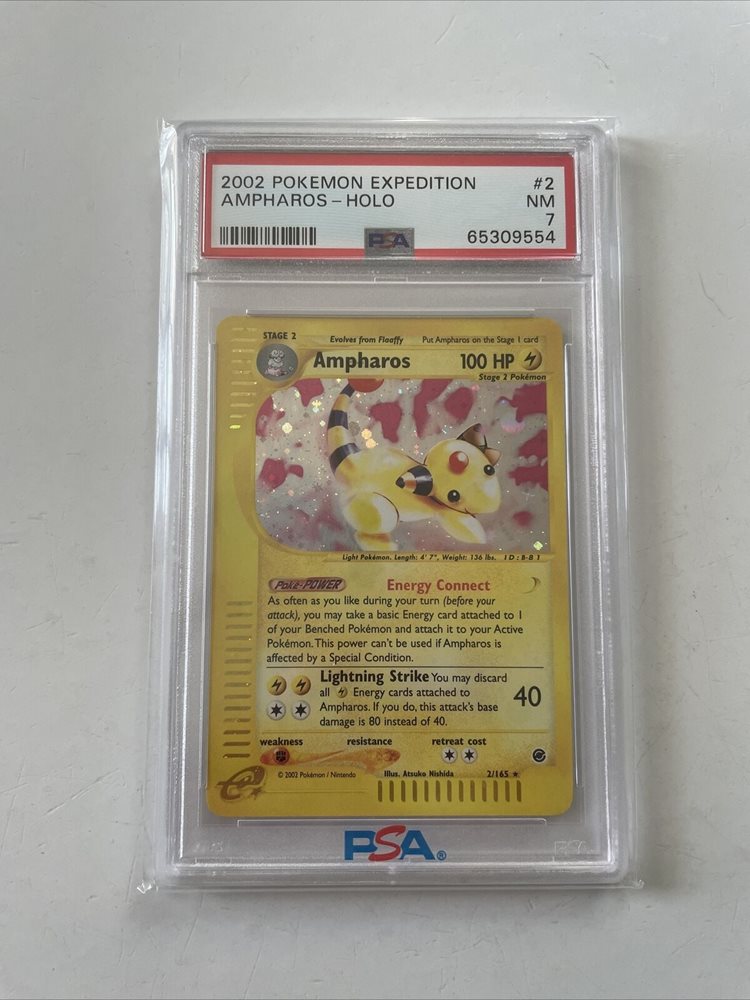 2002 POKEMON EXPEDITION #2
AMPHAROS – HOLO NM
7
PSA 65309554
STAGE 2 Evolves from Flaaffy Put Ampharos on the Stage 1 card
Ampharos 100 HP
Stage 2 Pokémon
Light Pokémon. Length: 4' 7", Weight: 136 lbs. ID: B-B 1
Poké-POWER Energy Connect
As often as you like during your turn (before your
attack), you may take a basic Energy card attached to 1
of your Benched Pokémon and attach it to your Active
Pokémon. This power can't be used if Ampharos is
affected by a Special Condition.
Lightning Strike You may discard
all Energy cards attached to
Ampharos. If you do, this attack's base
damage is 80 instead of 40.
40
weakness resistance retreat cost
© 2002 Pokémon / Nintendo Illus. Atsuko Nishida 2/165 ★
e
PSA®